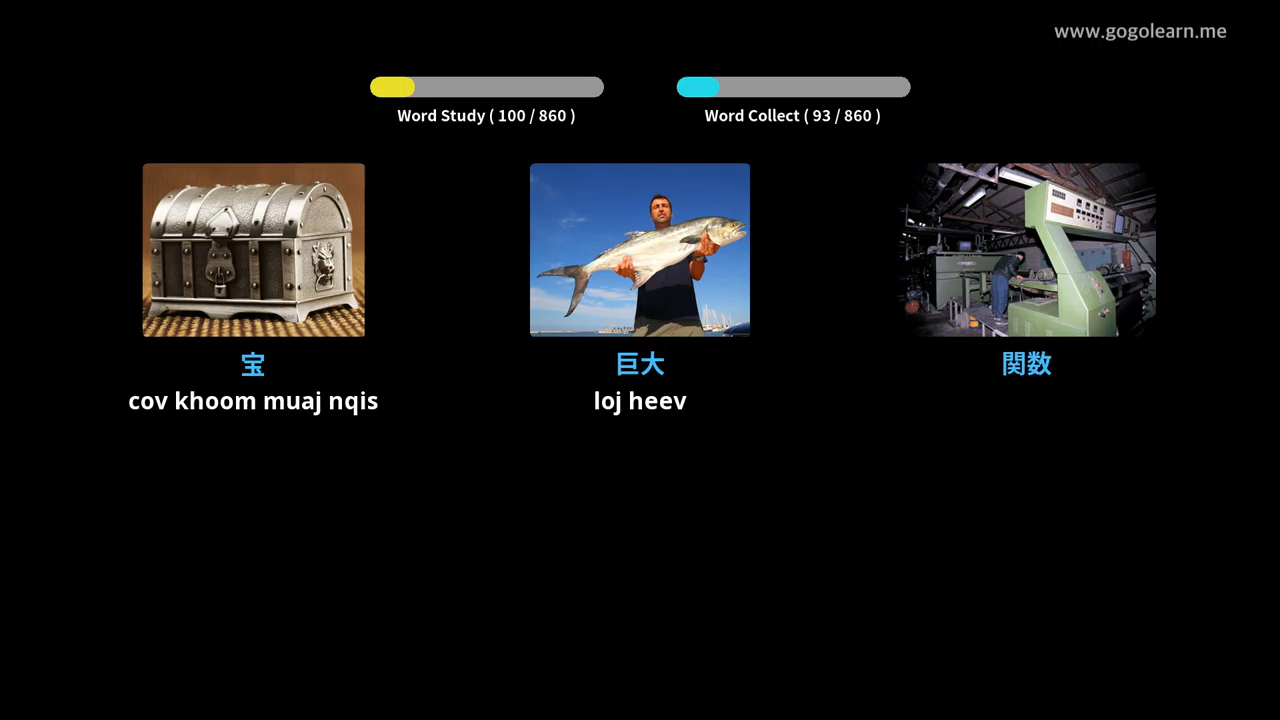 www.gogolearn.me
Word Study ( 100 / 860 )
Word Collect ( 93 / 860 )
宝
巨大
関数
cov khoom muaj nqis
loj heev